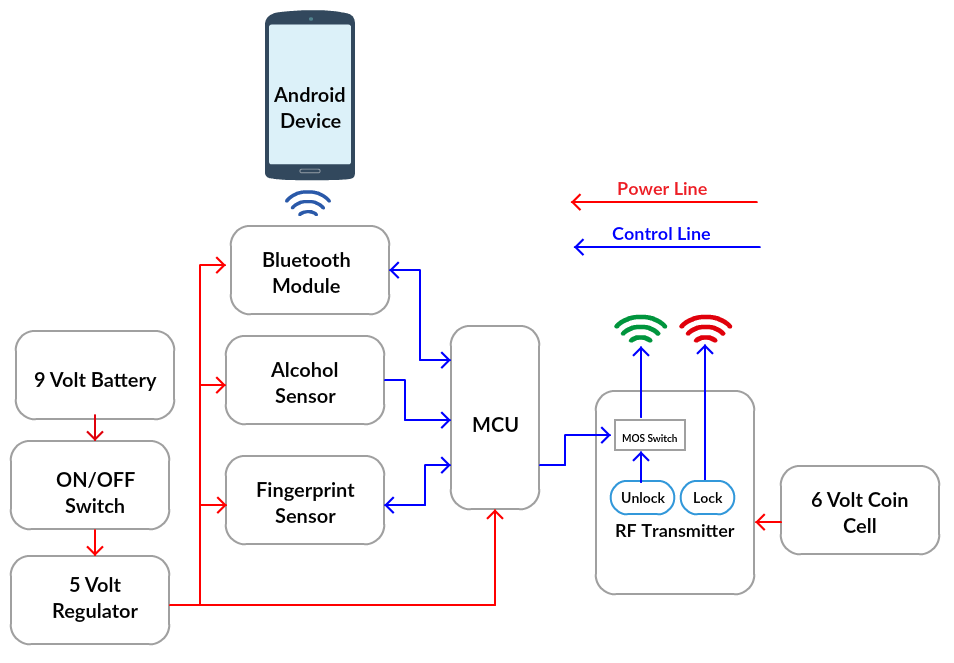 Android
Device
Power Line
Control Line
Bluetooth
Module
9 Volt Battery
Alcohol
Sensor
MCU
MOS Switch
ON/OFF
Switch
Fingerprint
Sensor
Unlock
Lock
RF Transmitter
6 Volt Coin
Cell
5 Volt
Regulator